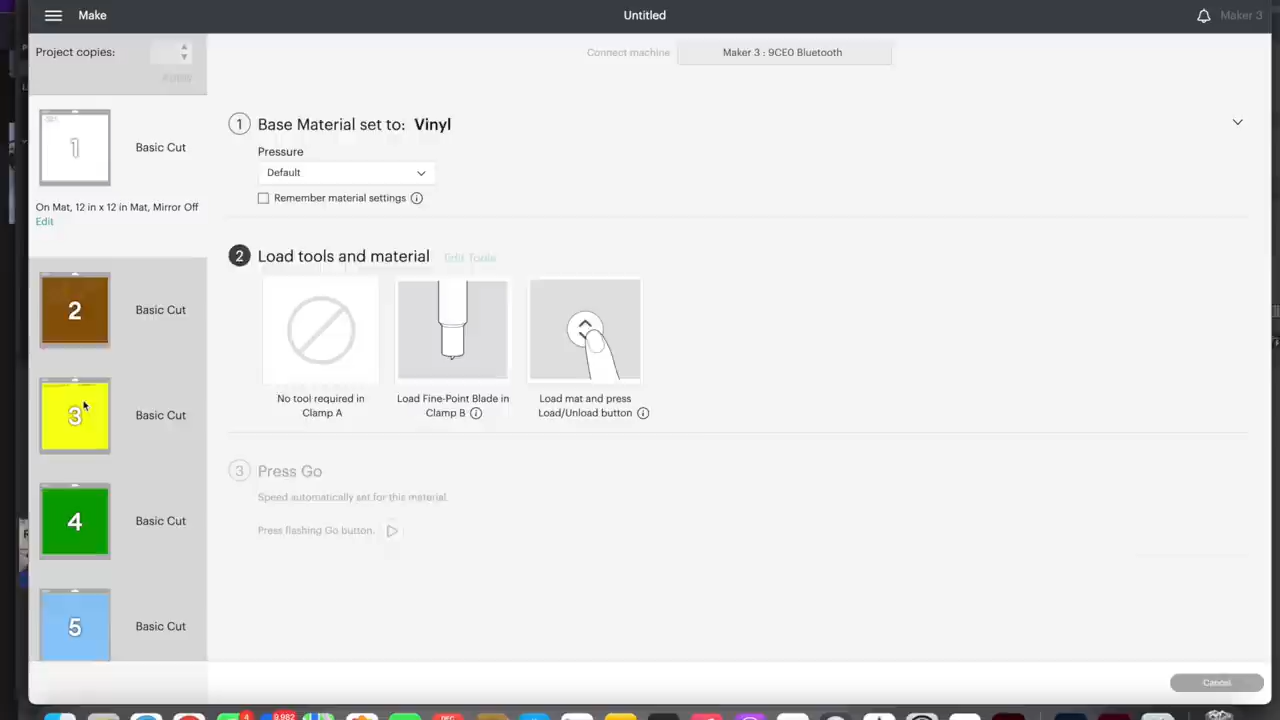 Make
Untitled
Maker 3
Project copies:
Connect machine
Maker 3 : 9CE0 Bluetooth
1 Base Material set to: Vinyl
Pressure
Default
Remember material settings
1 Basic Cut
On Mat, 12 in x 12 in Mat, Mirror Off
Edit
2 Load tools and material Edit Tools
2 Basic Cut
No tool required in
Clamp A
Load Fine-Point Blade in
Clamp B
Load mat and press
Load/Unload button
3 Basic Cut
3 Press Go
Speed automatically set for this material.
Press flashing Go button.
4 Basic Cut
5 Basic Cut
Cancel
4
9,982
DEC